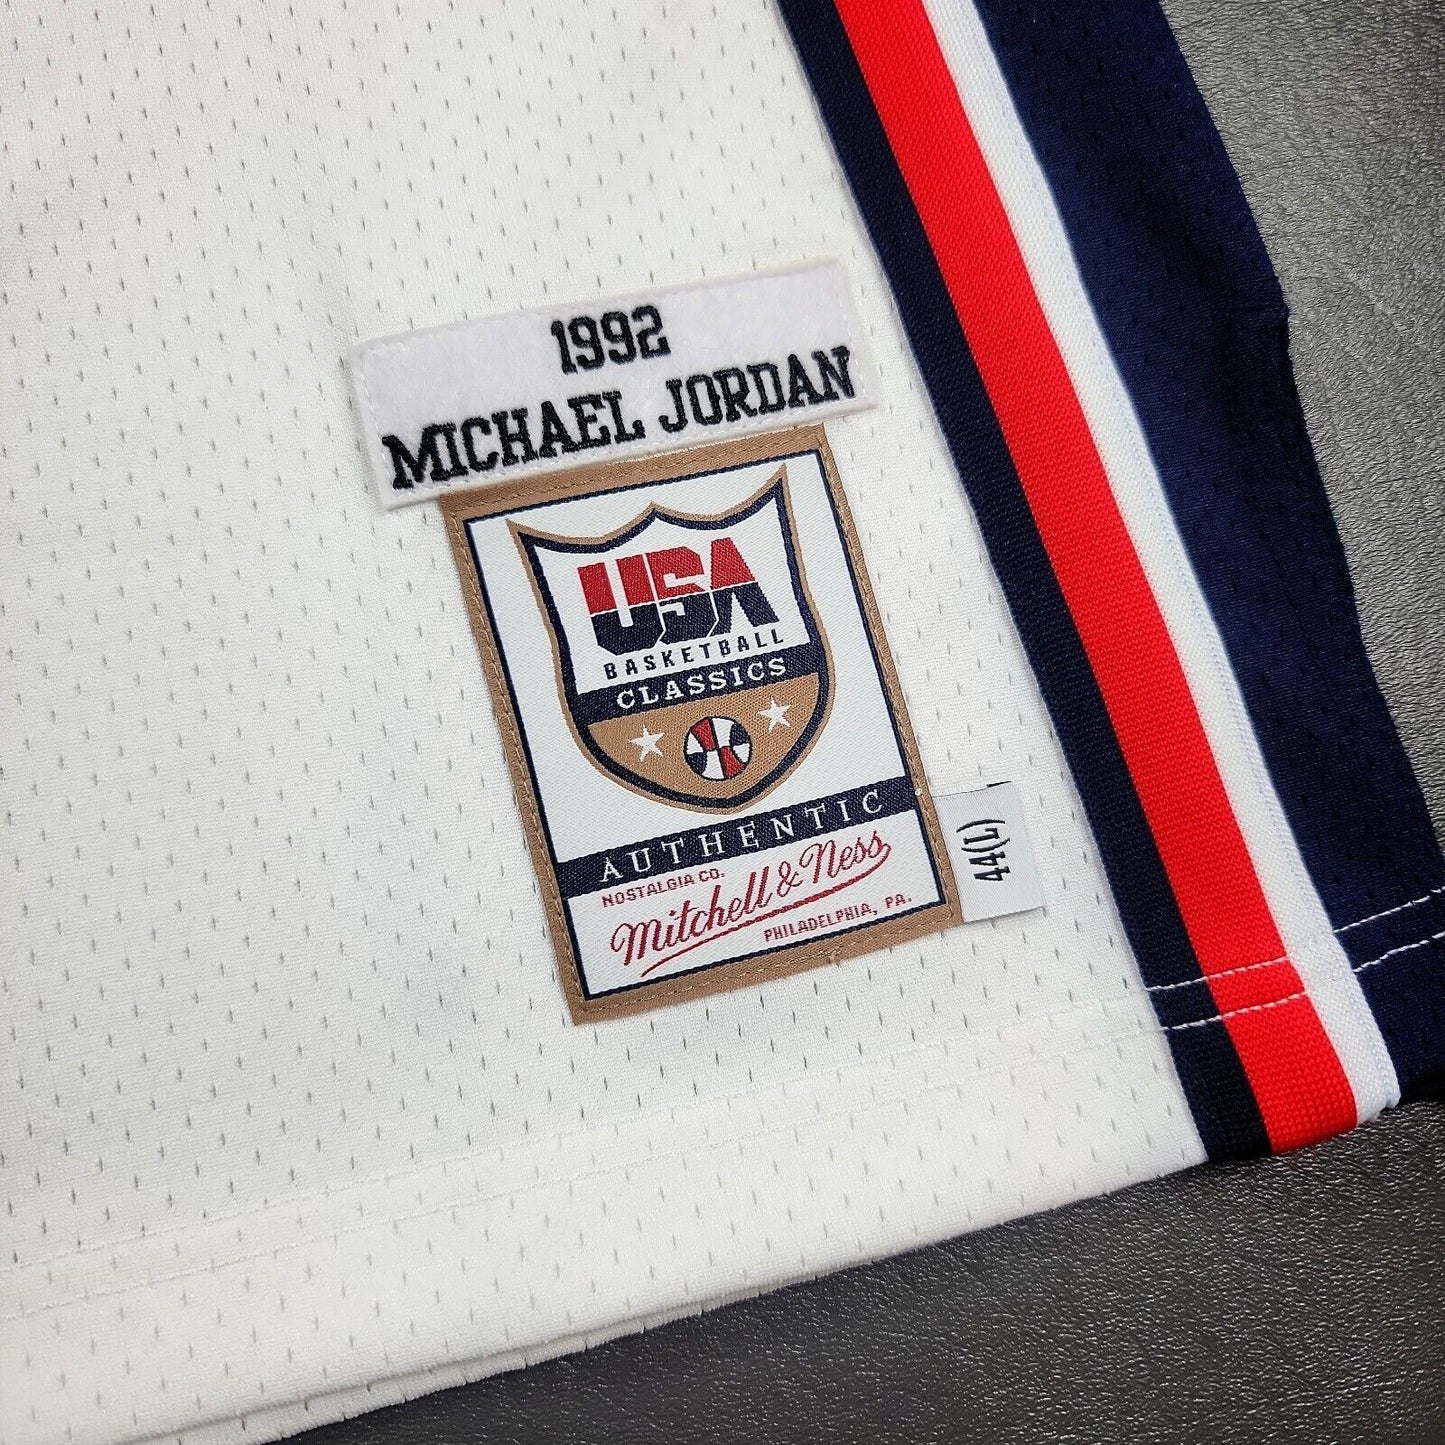 1992
MICHAEL JORDAN
USA
BASKETBALL
CLASSICS
AUTHENTIC
NOSTALGIA CO.
Mitchell & Ness
PHILADELPHIA, PA.
44(L)